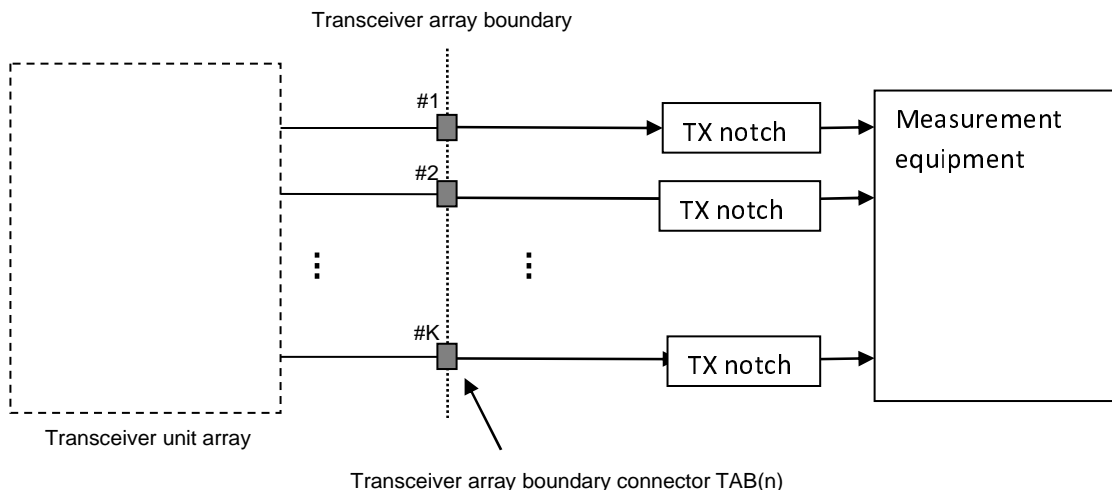 Transceiver array boundary
#1
TX notch
Measurement
equipment
#2
TX notch
#K
TX notch
Transceiver unit array
Transceiver array boundary connector TAB(n)